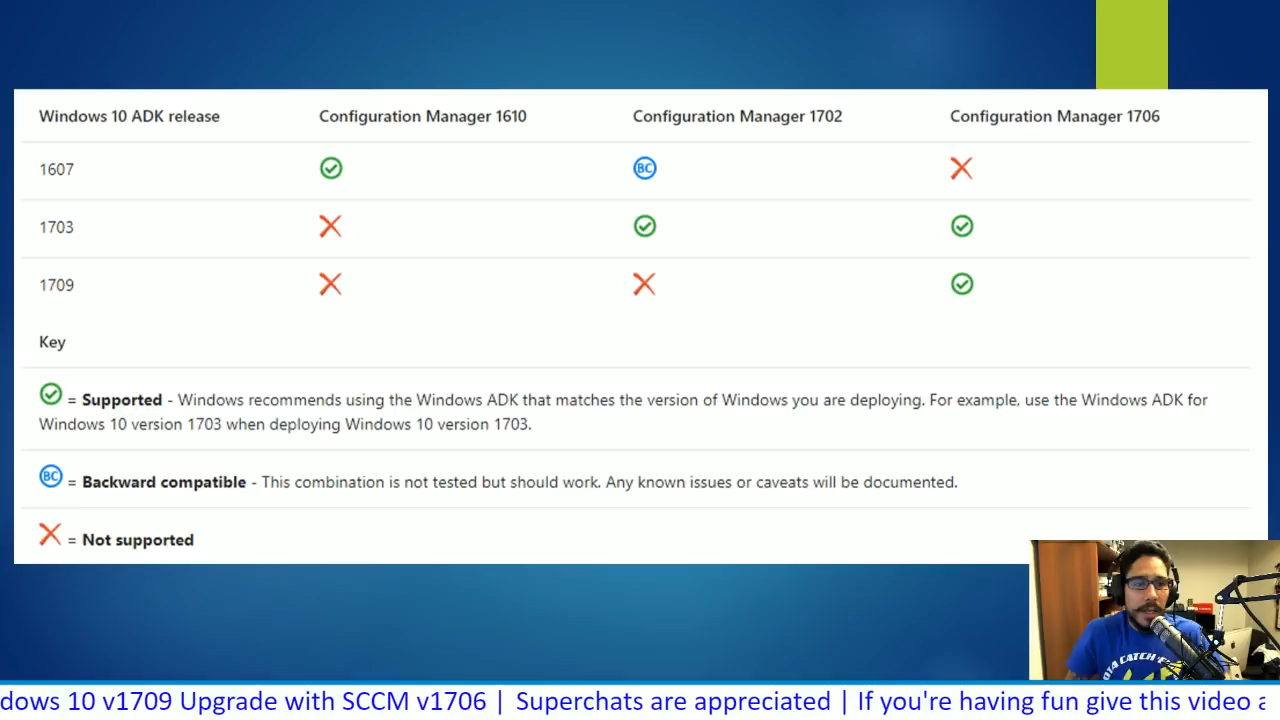 Windows 10 ADK release Configuration Manager 1610 Configuration Manager 1702 Configuration Manager 1706
1607 BC
1703
1709
Key
= Supported - Windows recommends using the Windows ADK that matches the version of Windows you are deploying. For example, use the Windows ADK for
Windows 10 version 1703 when deploying Windows 10 version 1703.
BC = Backward compatible - This combination is not tested but should work. Any known issues or caveats will be documented.
= Not supported
CATCH
dows 10 v1709 Upgrade with SCCM v1706 | Superchats are appreciated | If you're having fun give this video a